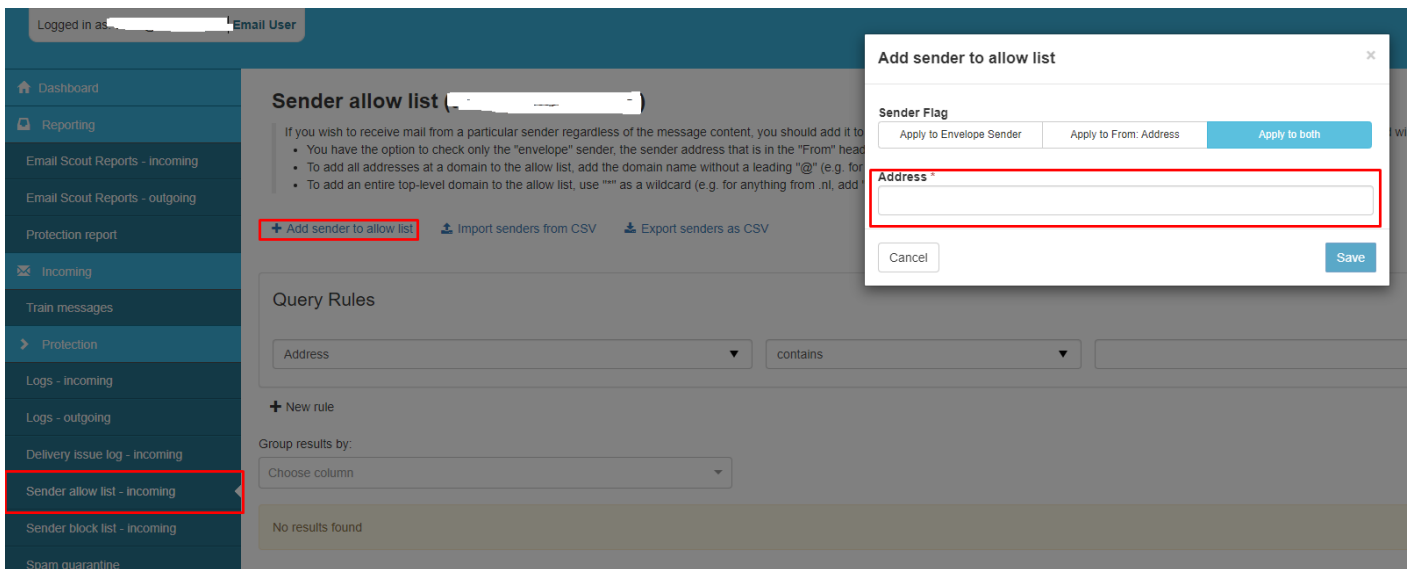 Logged in as: Email User
Dashboard
Reporting
Email Scout Reports - incoming
Email Scout Reports - outgoing
Protection report
Incoming
Train messages
Protection
Logs - incoming
Logs - outgoing
Delivery issue log - incoming
Sender allow list - incoming
Sender block list - incoming
Spam quarantine
Sender allow list ( )
If you wish to receive mail from a particular sender regardless of the message content, you should add it to
• You have the option to check only the "envelope" sender, the sender address that is in the "From" head
• To add all addresses at a domain to the allow list, add the domain name without a leading "@" (e.g. for
• To add an entire top-level domain to the allow list, use "*" as a wildcard (e.g. for anything from .nl, add "
+ Add sender to allow list Import senders from CSV Export senders as CSV
Query Rules
Address contains
+ New rule
Group results by:
Choose column
No results found
Add sender to allow list ×
Sender Flag
Apply to Envelope Sender Apply to From: Address Apply to both
Address *
Cancel Save